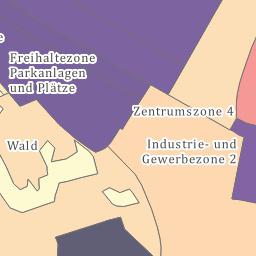 e
Freihaltezone
Parkanlagen
und Plätze
Zentrumszone 4
Wald
Industrie- und
Gewerbezone 2